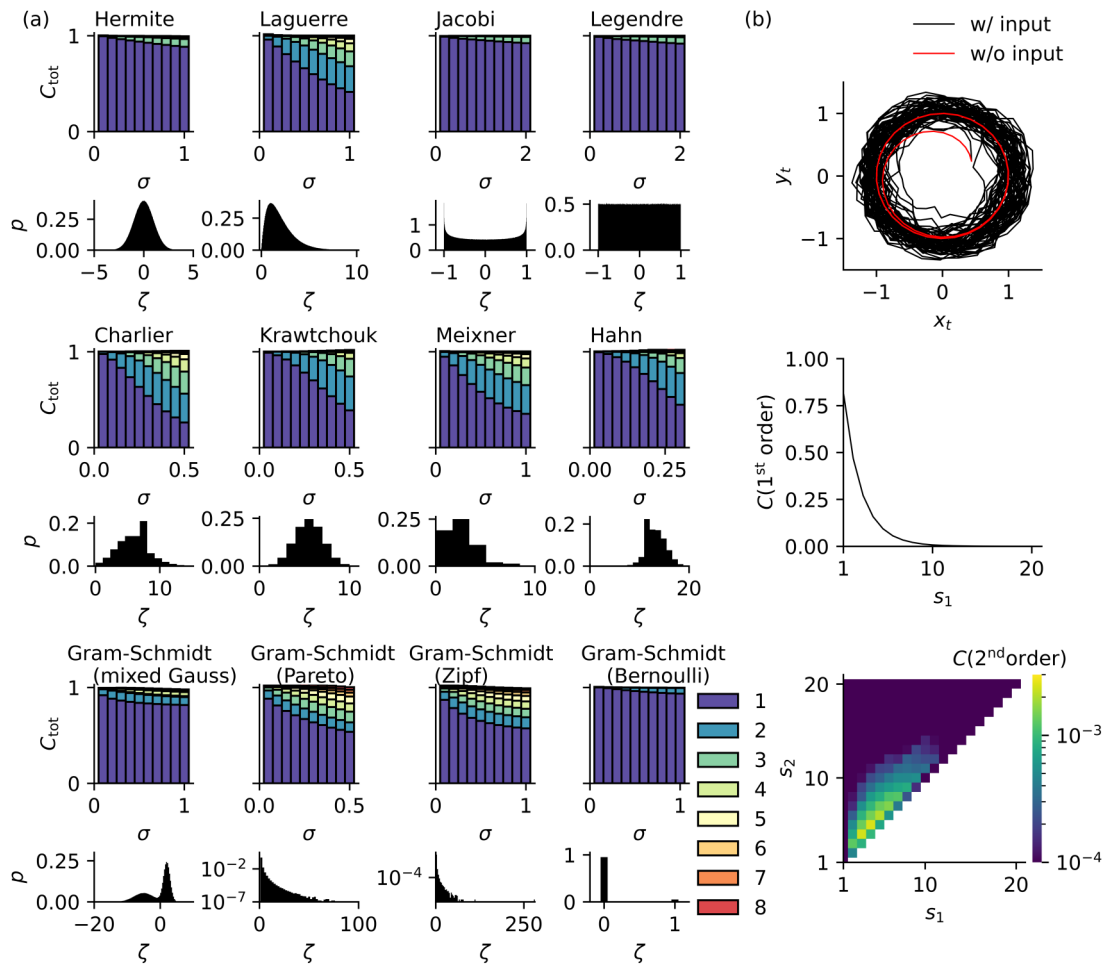 (a)
Hermite
Laguerre
Jacobi
Legendre
C_tot
1
0
0 1
0 1
0 2
0 2
σ
σ
σ
σ
p
0.25
0.00
0.25
0.00
1
0
0.5
0.0
−5 0 5
0 10
−1 0 1
−1 0 1
ζ
ζ
ζ
ζ
Charlier
Krawtchouk
Meixner
Hahn
C_tot
1
0
0.0 0.5
0.0 0.5
0 1
0.00 0.25
σ
σ
σ
σ
p
0.2
0.0
0.25
0.00
0.25
0.00
0.2
0.0
0 10
0 10
0 10
0 10 20
ζ
ζ
ζ
ζ
Gram-Schmidt
(mixed Gauss)
Gram-Schmidt
(Pareto)
Gram-Schmidt
(Zipf)
Gram-Schmidt
(Bernoulli)
C_tot
1
0
0 1
0.0 0.5
0 1
0 1
σ
σ
σ
σ
p
0.25
0.00
10⁻²
10⁻⁷
10⁻⁴
1
0
−20 0
0 100
0 250
0 1
ζ
ζ
ζ
ζ
1
2
3
4
5
6
7
8
(b)
w/ input
w/o input
y_t
1
0
−1
−1 0 1
x_t
C(1ˢᵗ order)
1.00
0.75
0.50
0.25
0.00
1 10 20
s₁
C(2ⁿᵈorder)
s₂
20
10
1
1 10 20
s₁
10⁻³
10⁻⁴